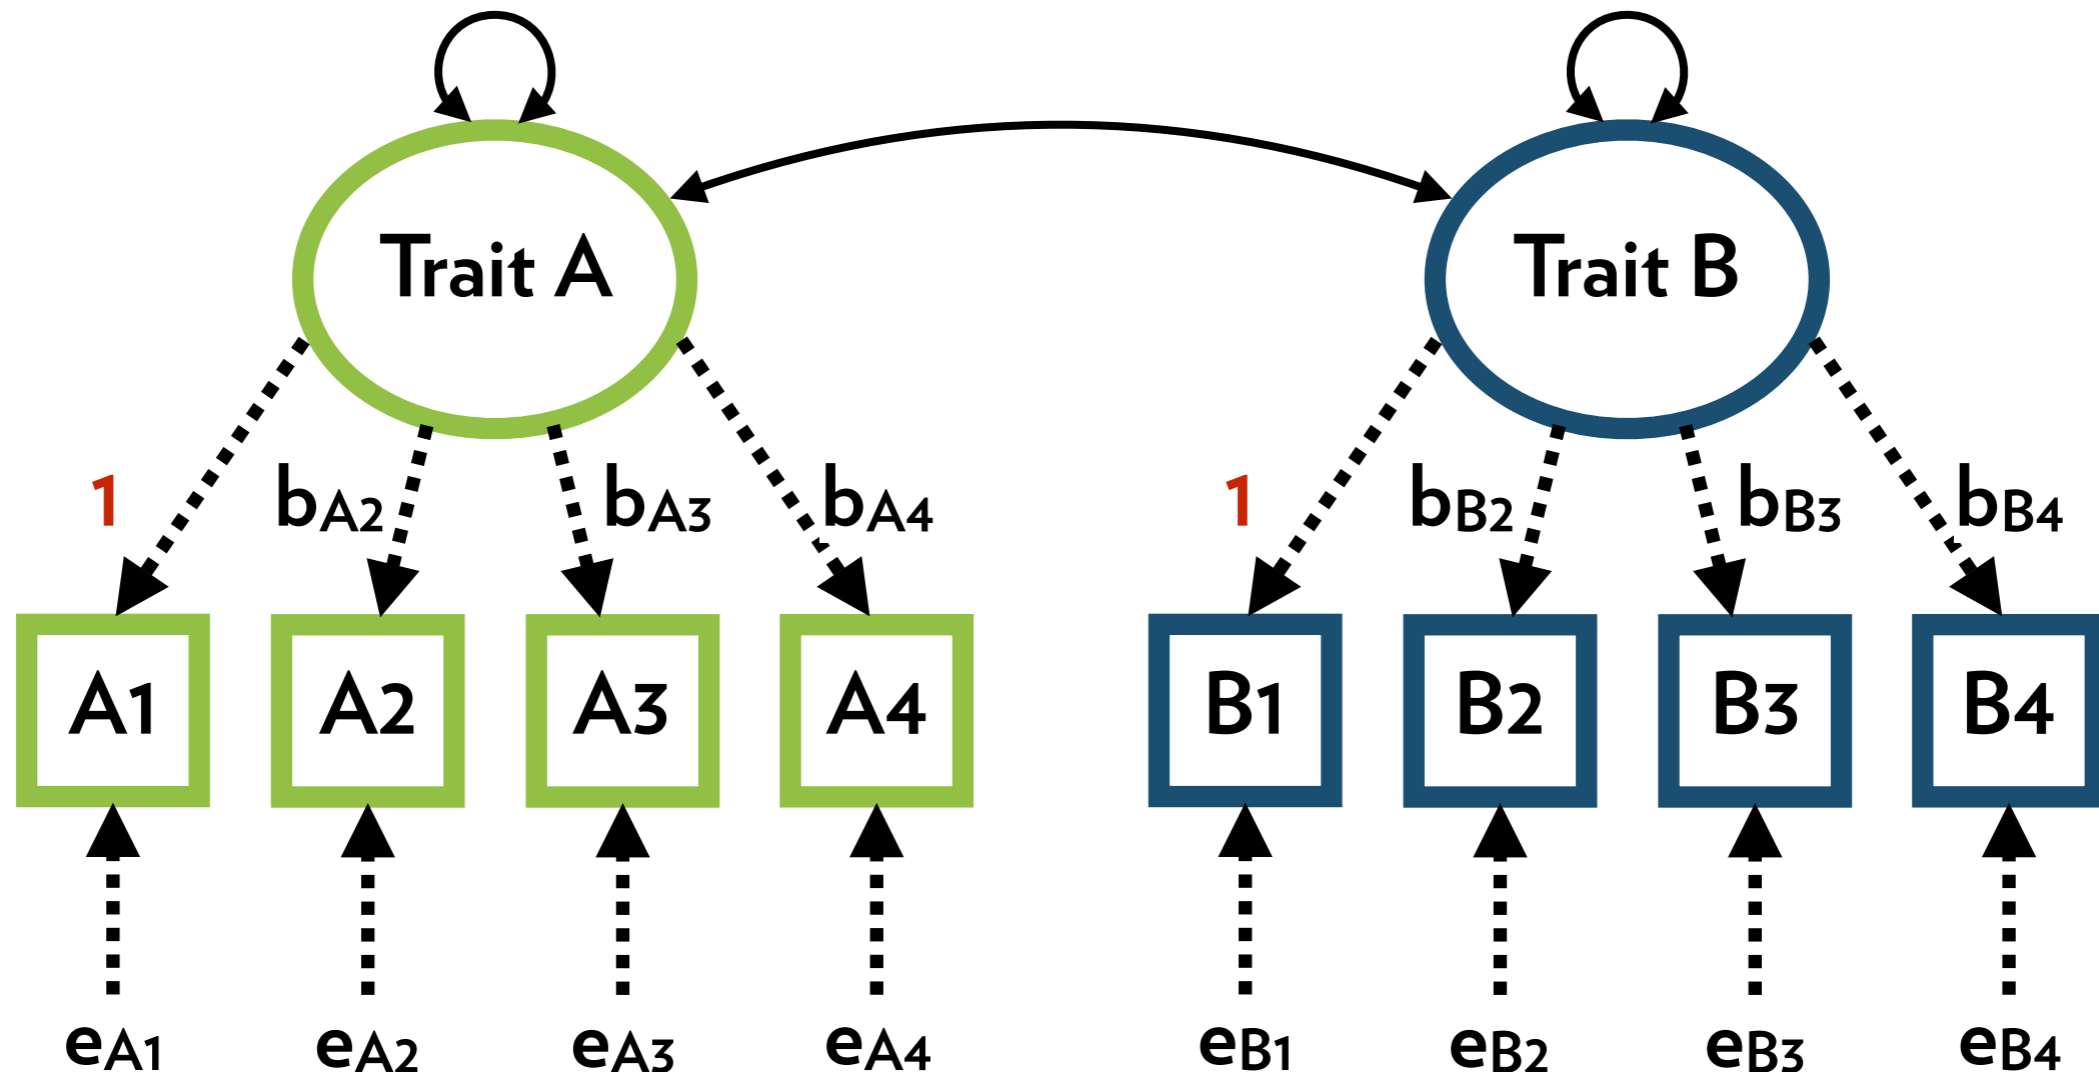 Trait A Trait B
1 bA2 bA3 bA4 1 bB2 bB3 bB4
A1 A2 A3 A4 B1 B2 B3 B4
eA1 eA2 eA3 eA4 eB1 eB2 eB3 eB4